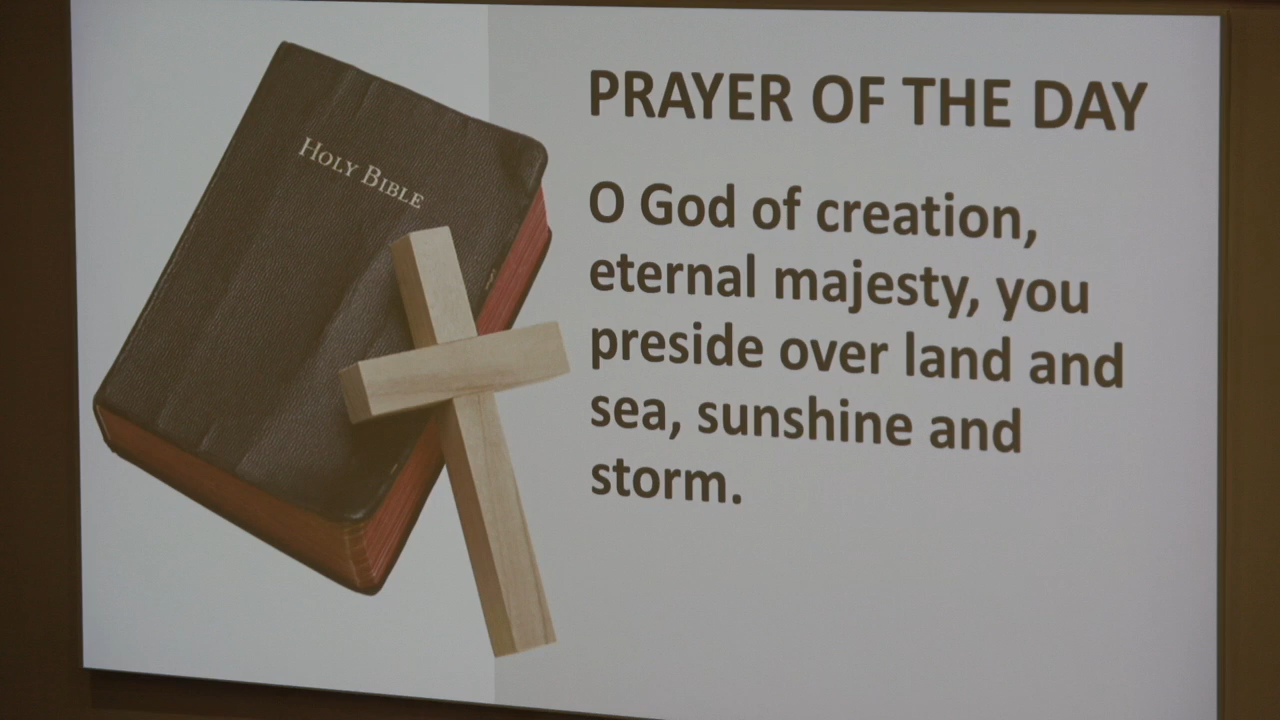 HOLY BIBLE
PRAYER OF THE DAY
O God of creation,
eternal majesty, you
preside over land and
sea, sunshine and
storm.